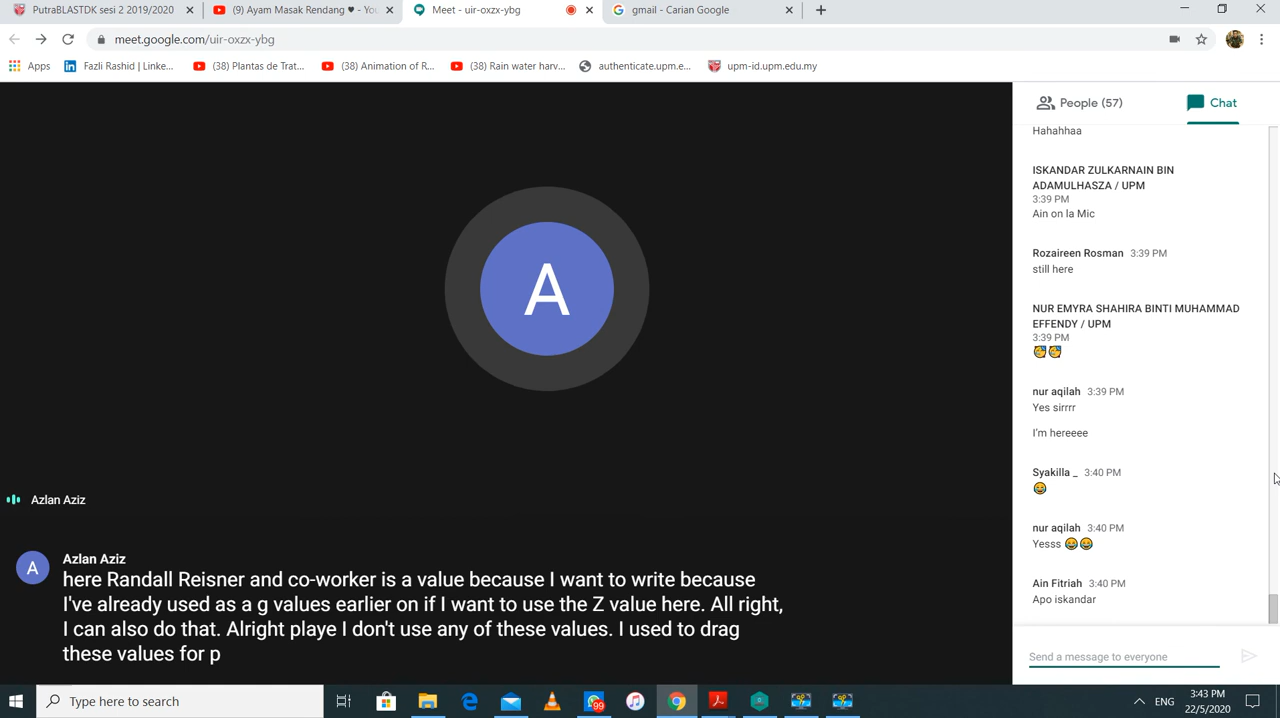 PutraBLASTDK sesi 2 2019/2020
(9) Ayam Masak Rendang ♥ - You
Meet - uir-oxzx-ybg
gmail - Carian Google
meet.google.com/uir-oxzx-ybg
Apps
Fazli Rashid | Linke...
(38) Plantas de Trat...
(38) Animation of R...
(38) Rain water harv...
authenticate.upm.e...
upm-id.upm.edu.my
People (57)
Chat
Hahahhaa
ISKANDAR ZULKARNAIN BIN
ADAMULHASZA / UPM
3:39 PM
Ain on la Mic
Rozaireen Rosman 3:39 PM
still here
NUR EMYRA SHAHIRA BINTI MUHAMMAD
EFFENDY / UPM
3:39 PM
🥳🥳
nur aqilah 3:39 PM
Yes sirrrr
I'm hereeee
Syakilla _ 3:40 PM
😂
nur aqilah 3:40 PM
Yesss 😂😂
Ain Fitriah 3:40 PM
Apo iskandar
Send a message to everyone
A
Azlan Aziz
A
Azlan Aziz
here Randall Reisner and co-worker is a value because I want to write because
I've already used as a g values earlier on if I want to use the Z value here. All right,
I can also do that. Alright playe I don't use any of these values. I used to drag
these values for p
Type here to search
99
ENG
3:43 PM
22/5/2020